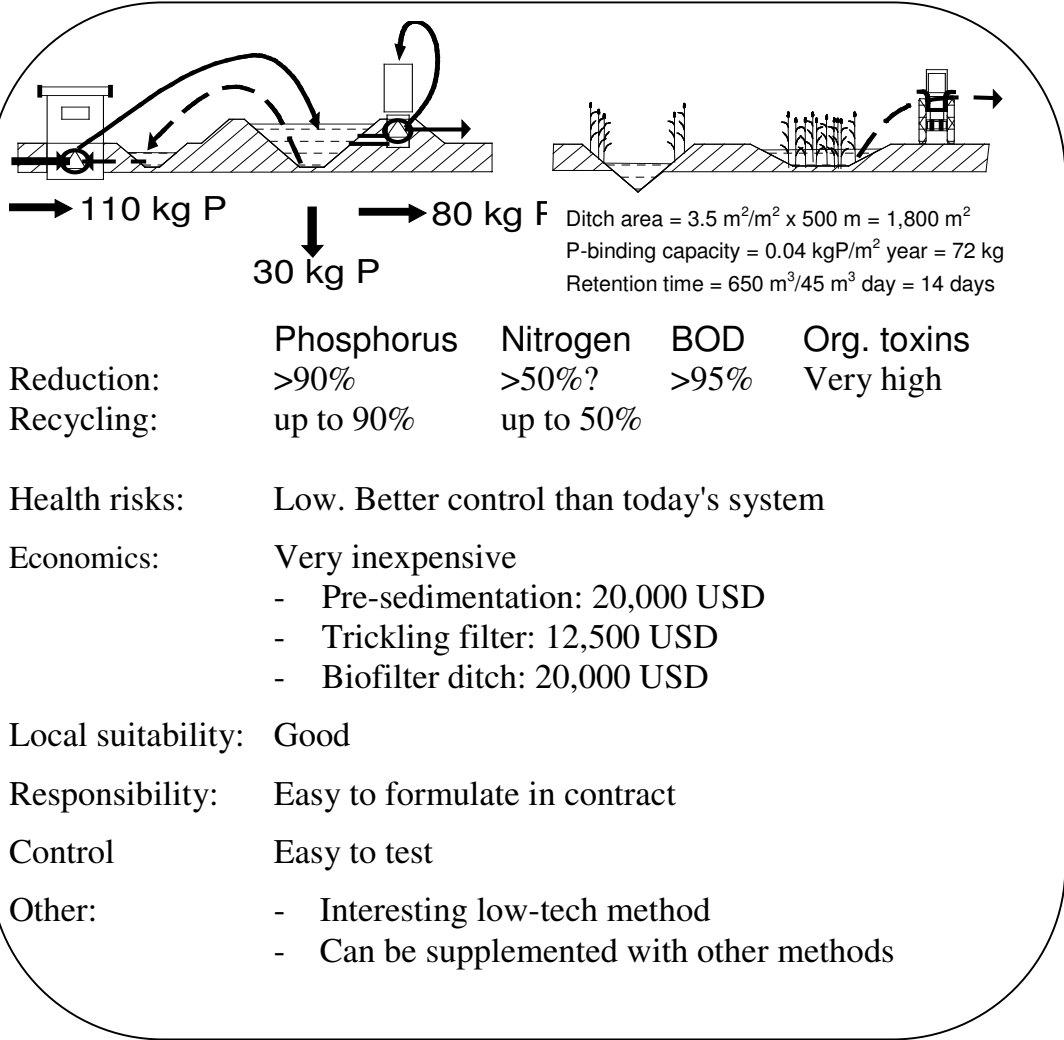 110 kg P
80 kg P
30 kg P
Ditch area = 3.5 m²/m² x 500 m = 1,800 m²
P-binding capacity = 0.04 kgP/m² year = 72 kg
Retention time = 650 m³/45 m³ day = 14 days
Phosphorus Nitrogen BOD Org. toxins
Reduction: >90% >50%? >95% Very high
Recycling: up to 90% up to 50%
Health risks: Low. Better control than today's system
Economics: Very inexpensive
- Pre-sedimentation: 20,000 USD
- Trickling filter: 12,500 USD
- Biofilter ditch: 20,000 USD
Local suitability: Good
Responsibility: Easy to formulate in contract
Control Easy to test
Other: - Interesting low-tech method
- Can be supplemented with other methods